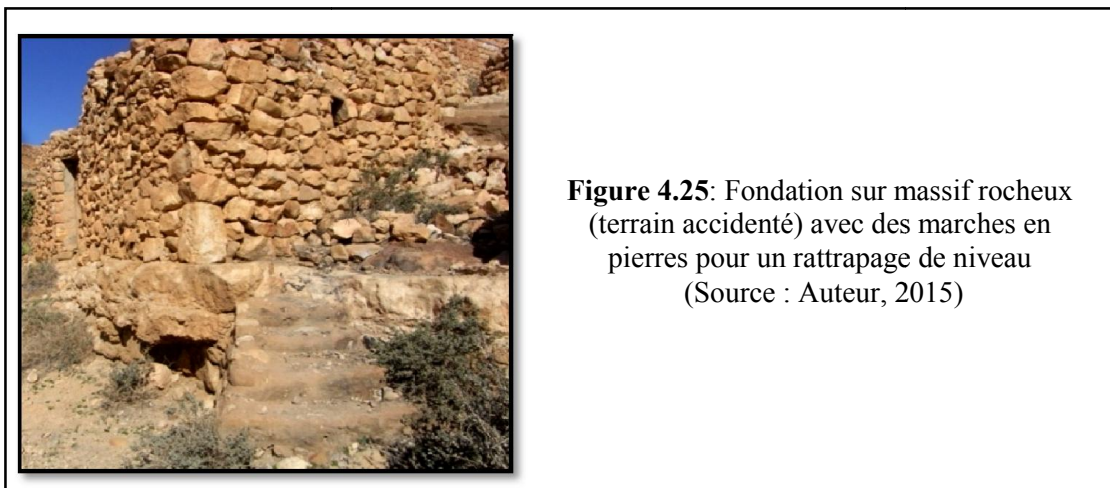 Figure 4.25: Fondation sur massif rocheux
(terrain accidenté) avec des marches en
pierres pour un rattrapage de niveau
(Source : Auteur, 2015)